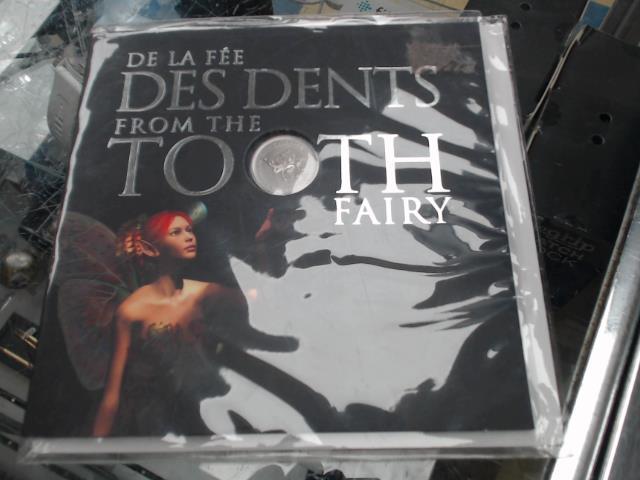 DE LA FÉE
DES DENTS
FROM THE
TOOTH
FAIRY